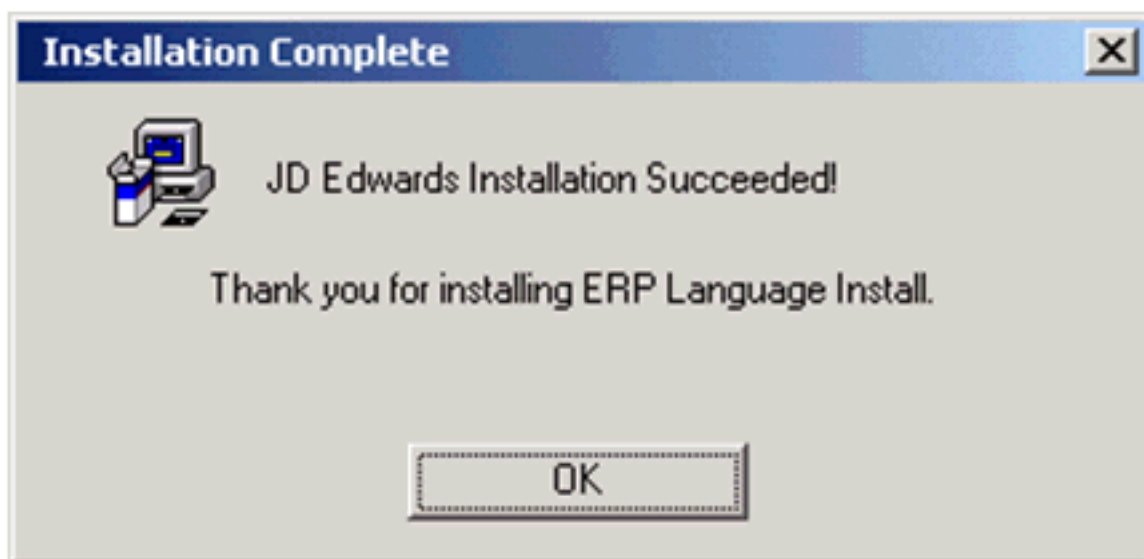 Installation Complete
JD Edwards Installation Succeeded!
Thank you for installing ERP Language Install.
OK